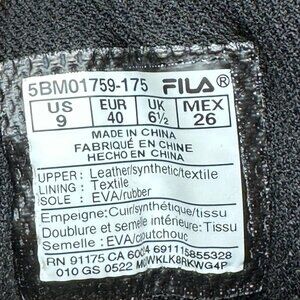 5BM01759-175 FILA®
US EUR UK MEX
9 40 6½ 26
MADE IN CHINA
FABRIQUÉ EN CHINE
HECHO EN CHINA
UPPER: Leather/synthetic/textile
LINING: Textile
SOLE: EVA/rubber
Empeigne: Cuir/synthétique/tissu
Doublure et semelle intérieure: Tissu
Semelle: EVA/caoutchouc
RN 91175 CA 691115855328
010 GS 0522